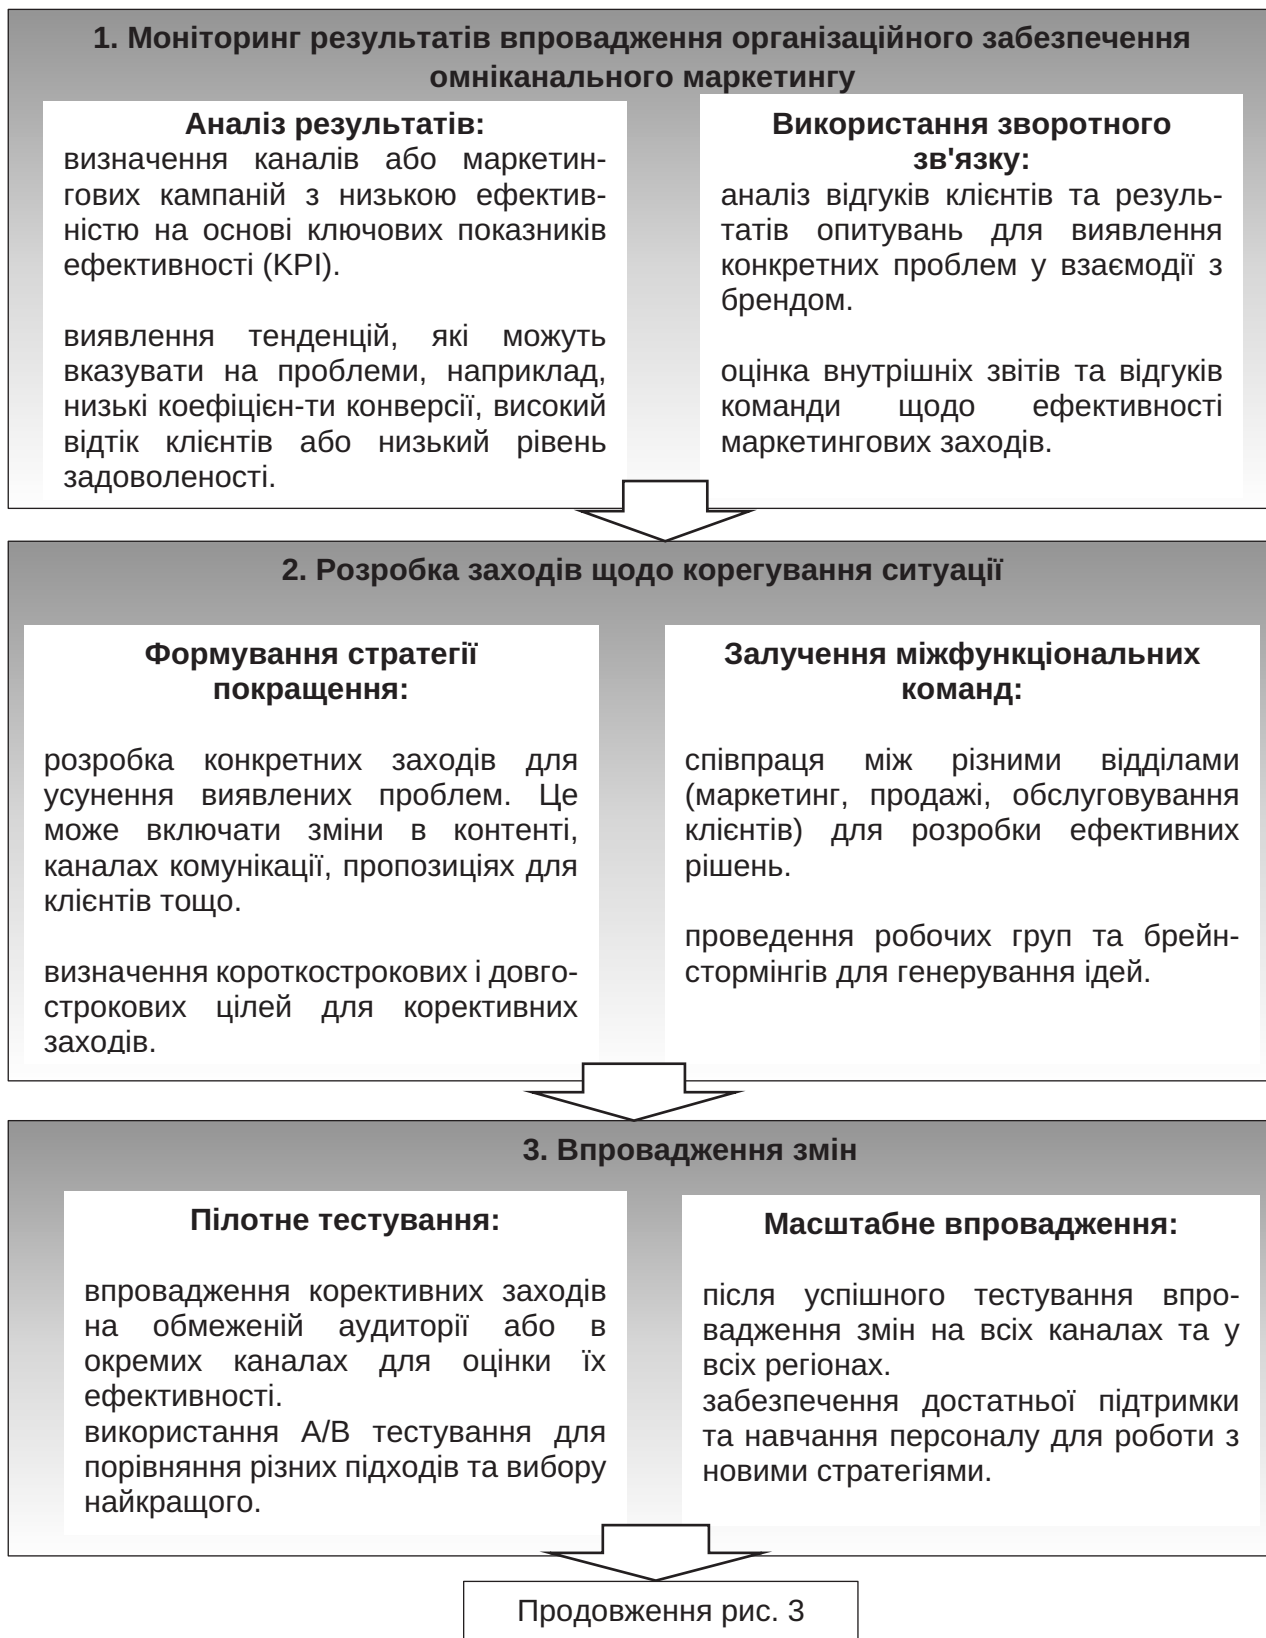 1. Моніторинг результатів впровадження організаційного забезпечення
омніканального маркетингу
Аналіз результатів:
визначення каналів або маркетин-
гових кампаній з низькою ефектив-
ністю на основі ключових показників
ефективності (KPI).
виявлення тенденцій, які можуть
вказувати на проблеми, наприклад,
низькі коефіцієн-ти конверсії, високий
відтік клієнтів або низький рівень
задоволеності.
Використання зворотного
зв'язку:
аналіз відгуків клієнтів та резуль-
татів опитувань для виявлення
конкретних проблем у взаємодії з
брендом.
оцінка внутрішніх звітів та відгуків
команди щодо ефективності
маркетингових заходів.
2. Розробка заходів щодо корегування ситуації
Формування стратегії
покращення:
розробка конкретних заходів для
усунення виявлених проблем. Це
може включати зміни в контенті,
каналах комунікації, пропозиціях для
клієнтів тощо.
визначення короткострокових і довго-
строкових цілей для корективних
заходів.
Залучення міжфункціональних
команд:
співпраця між різними відділами
(маркетинг, продажі, обслуговування
клієнтів) для розробки ефективних
рішень.
проведення робочих груп та брейн-
стормінгів для генерування ідей.
3. Впровадження змін
Пілотне тестування:
впровадження корективних заходів
на обмеженій аудиторії або в
окремих каналах для оцінки їх
ефективності.
використання A/B тестування для
порівняння різних підходів та вибору
найкращого.
Масштабне впровадження:
після успішного тестування впро-
вадження змін на всіх каналах та у
всіх регіонах.
забезпечення достатньої підтримки
та навчання персоналу для роботи з
новими стратегіями.
Продовження рис. 3